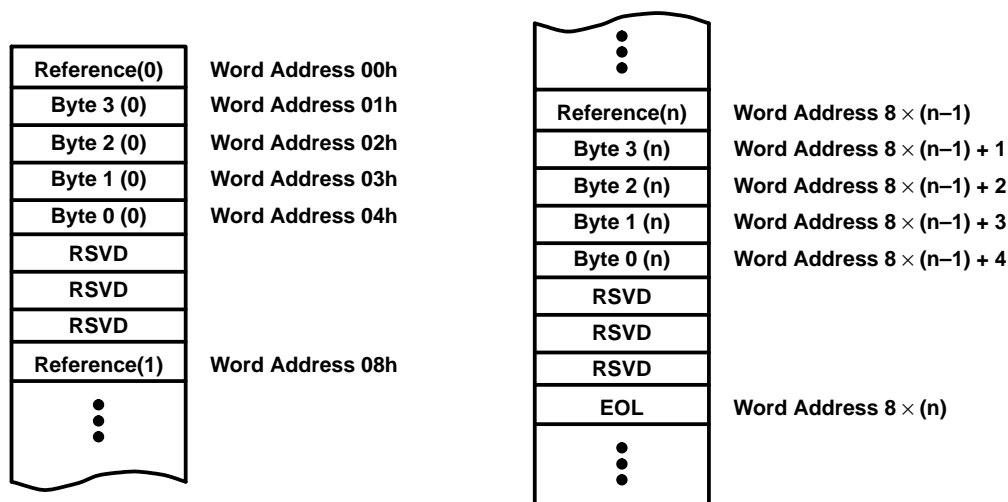 Reference(0) Word Address 00h
Byte 3 (0) Word Address 01h
Byte 2 (0) Word Address 02h
Byte 1 (0) Word Address 03h
Byte 0 (0) Word Address 04h
RSVD
RSVD
RSVD
Reference(1) Word Address 08h
Reference(n) Word Address 8 × (n–1)
Byte 3 (n) Word Address 8 × (n–1) + 1
Byte 2 (n) Word Address 8 × (n–1) + 2
Byte 1 (n) Word Address 8 × (n–1) + 3
Byte 0 (n) Word Address 8 × (n–1) + 4
RSVD
RSVD
RSVD
EOL Word Address 8 × (n)